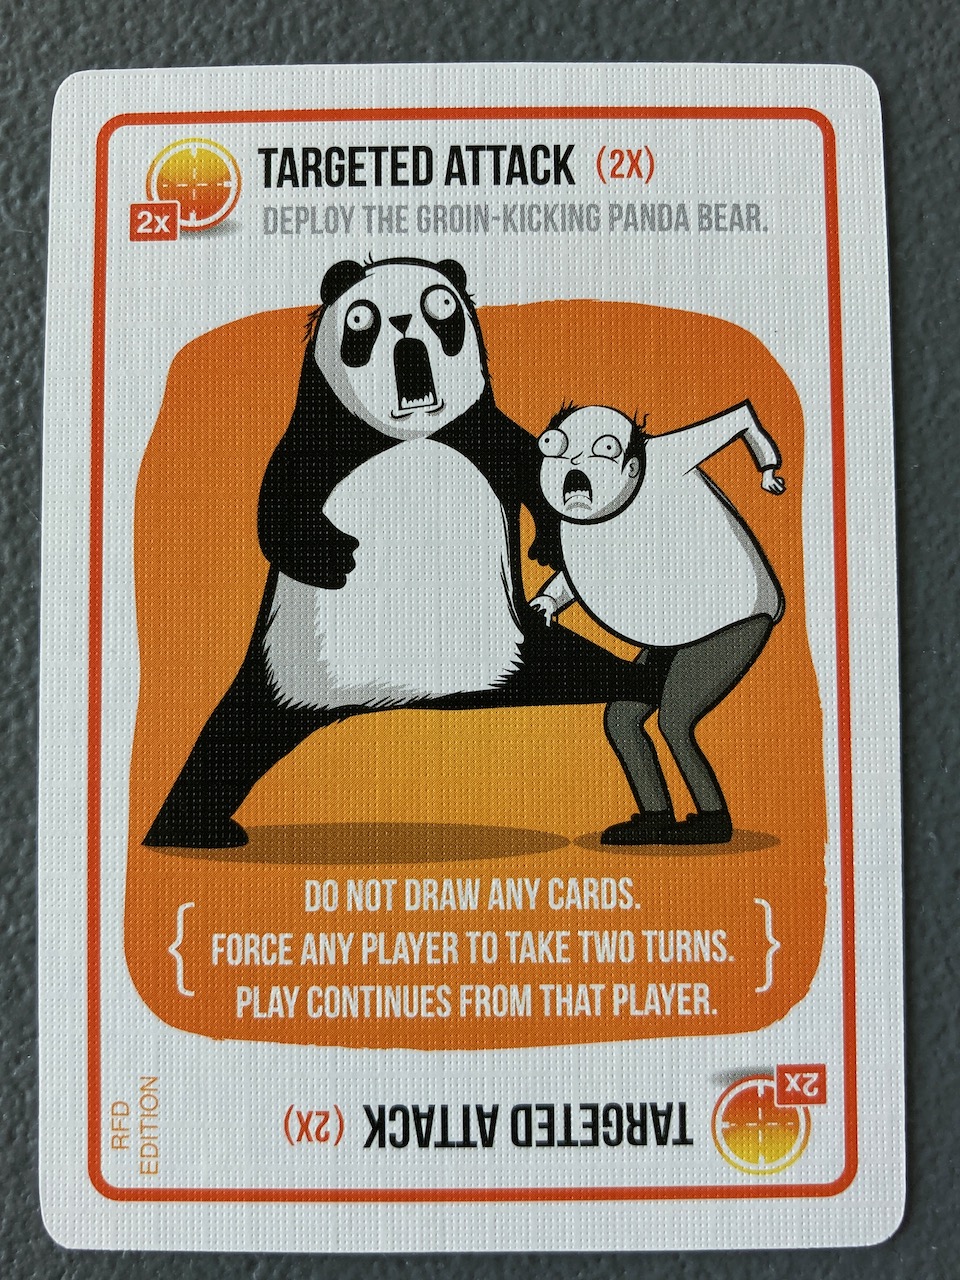 TARGETED ATTACK (2X)
2x
DEPLOY THE GROIN-KICKING PANDA BEAR.
DO NOT DRAW ANY CARDS.
{ FORCE ANY PLAYER TO TAKE TWO TURNS. }
PLAY CONTINUES FROM THAT PLAYER.
RFD
EDITION
2x
TARGETED ATTACK (2X)